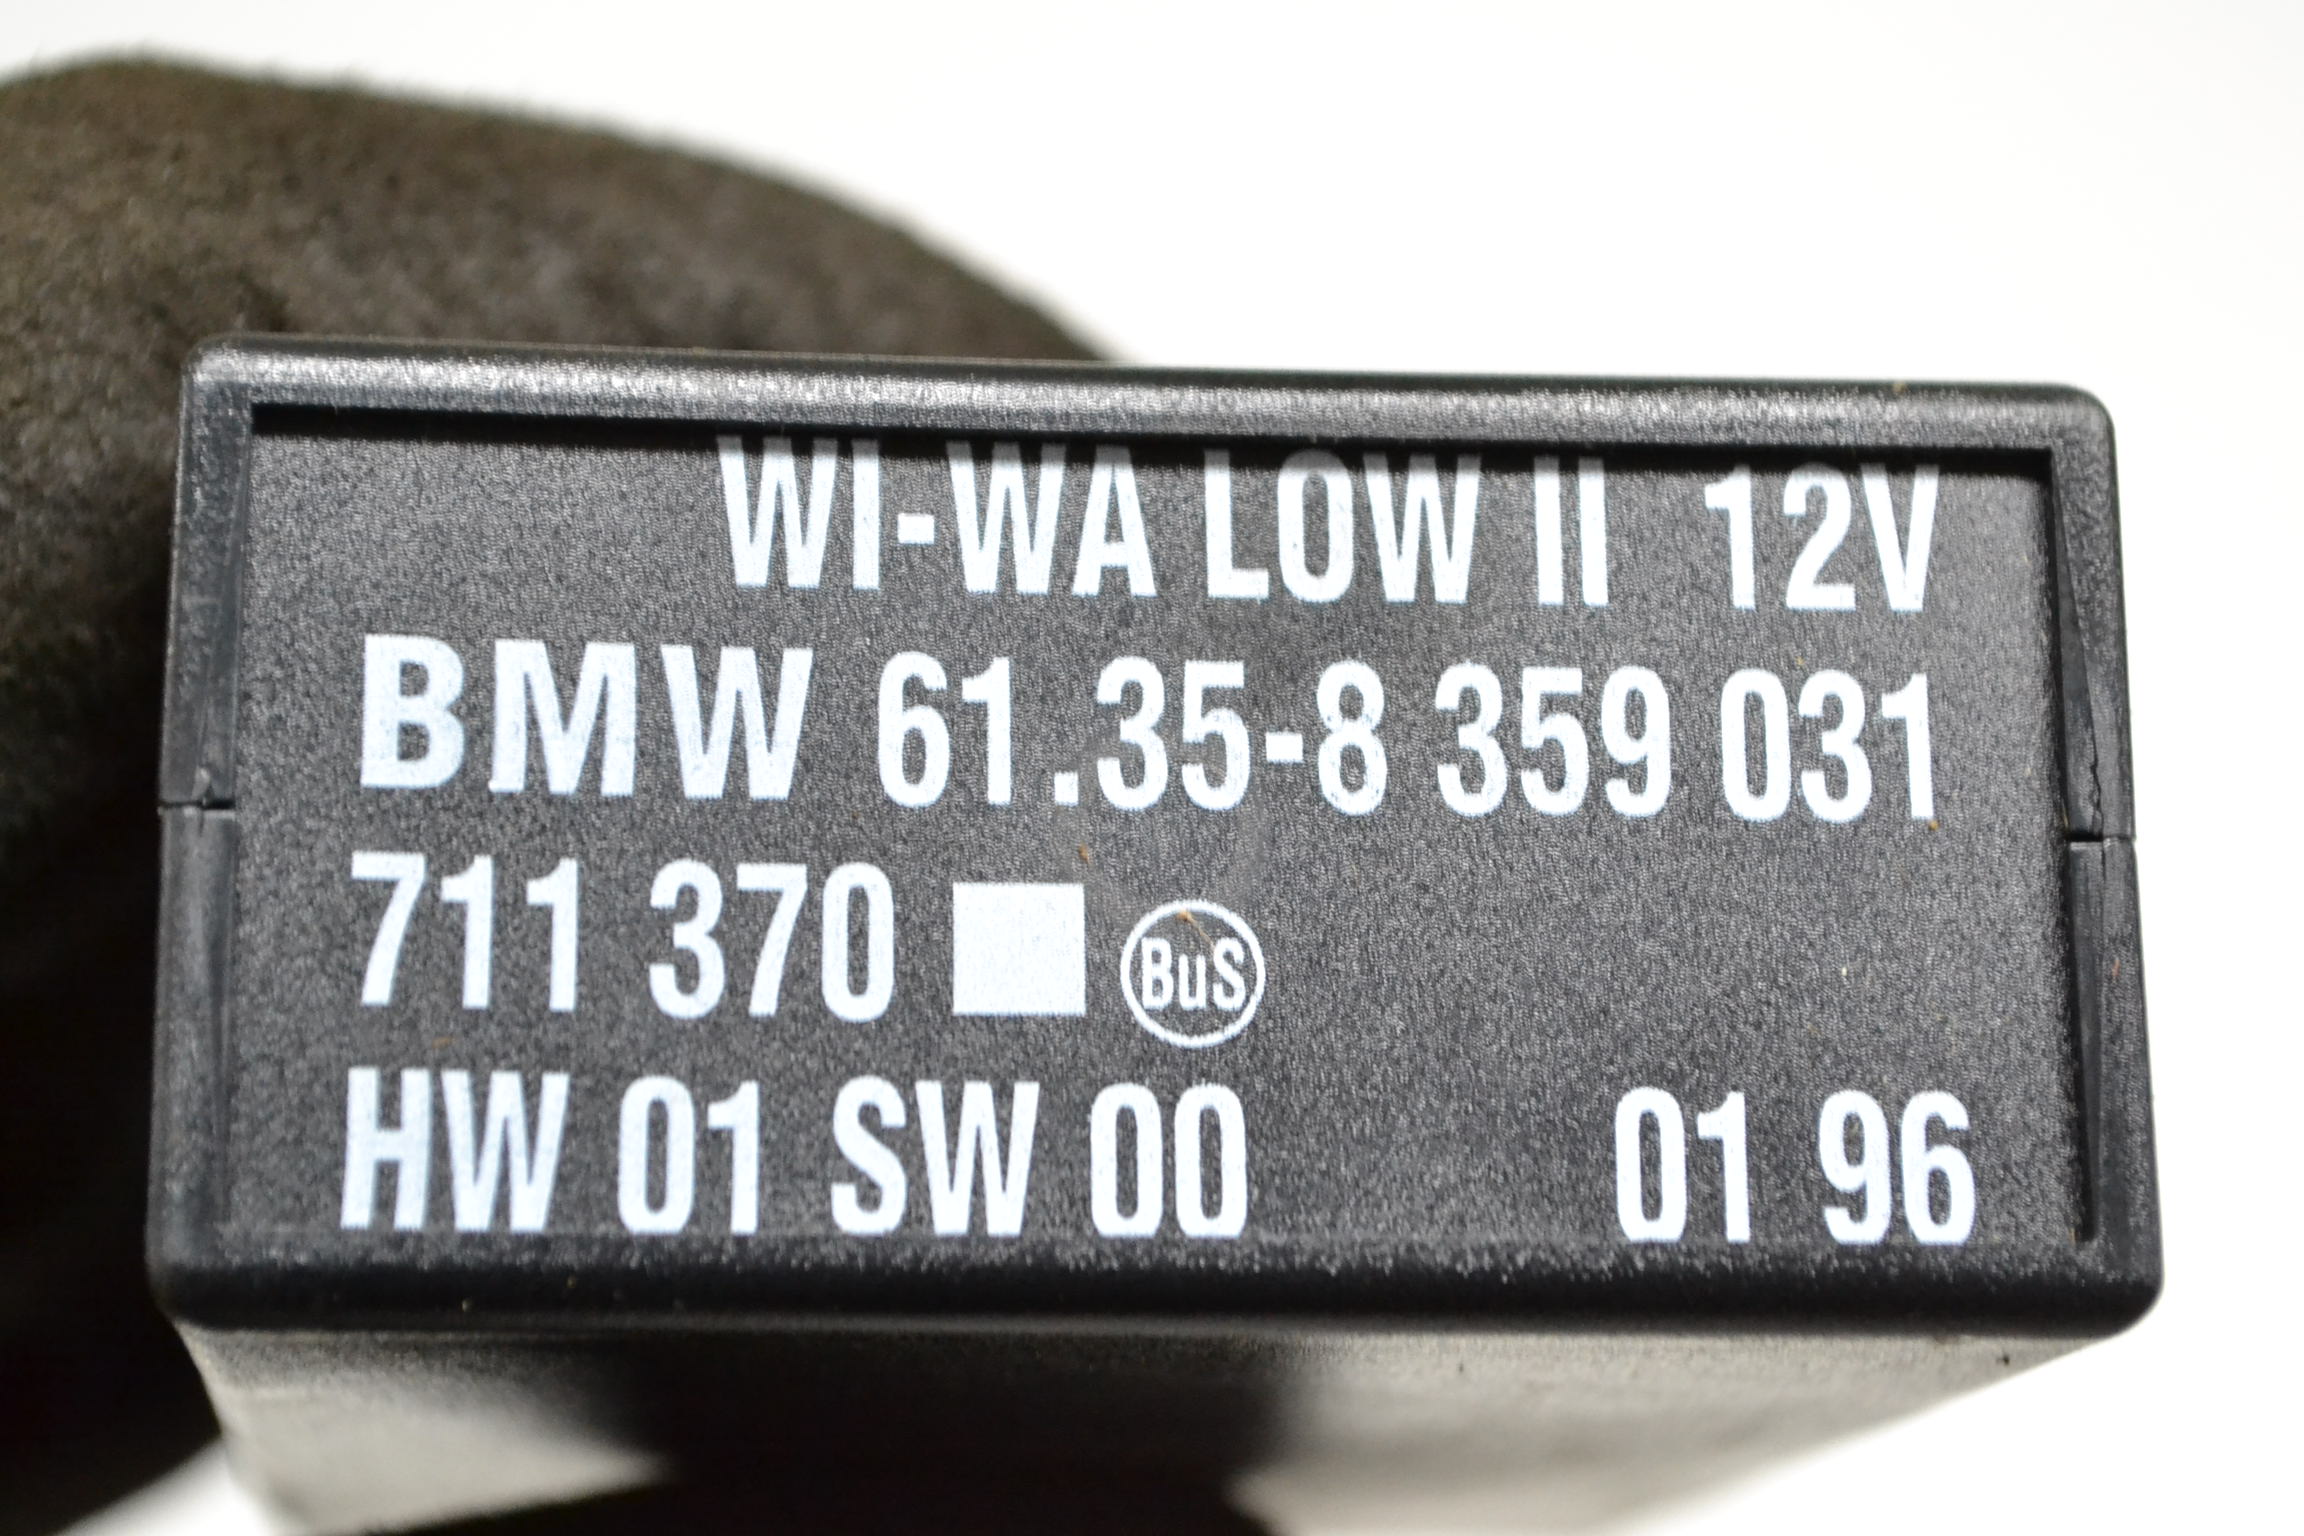 WI-WA LOW II 12V
BMW 61.35-8 359 031
711 370 BuS
HW 01 SW 00 01 96